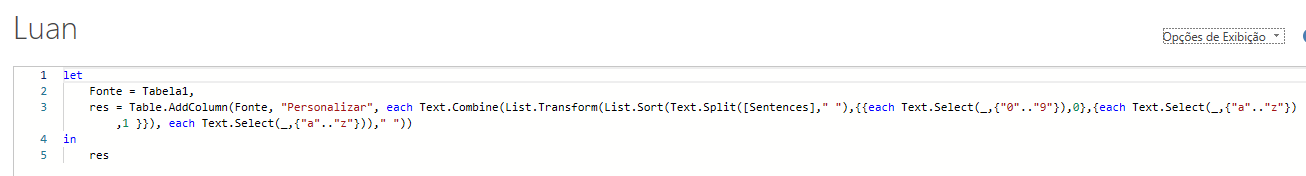 Luan
Opções de Exibição
1 let
2 Fonte = Tabela1,
3 res = Table.AddColumn(Fonte, "Personalizar", each Text.Combine(List.Transform(List.Sort(Text.Split([Sentences]," "),{{each Text.Select(_,{"0".."9"}),0},{each Text.Select(_,{"a".."z"})
,1 }}), each Text.Select(_,{"a".."z"}))," "))
4 in
5 res